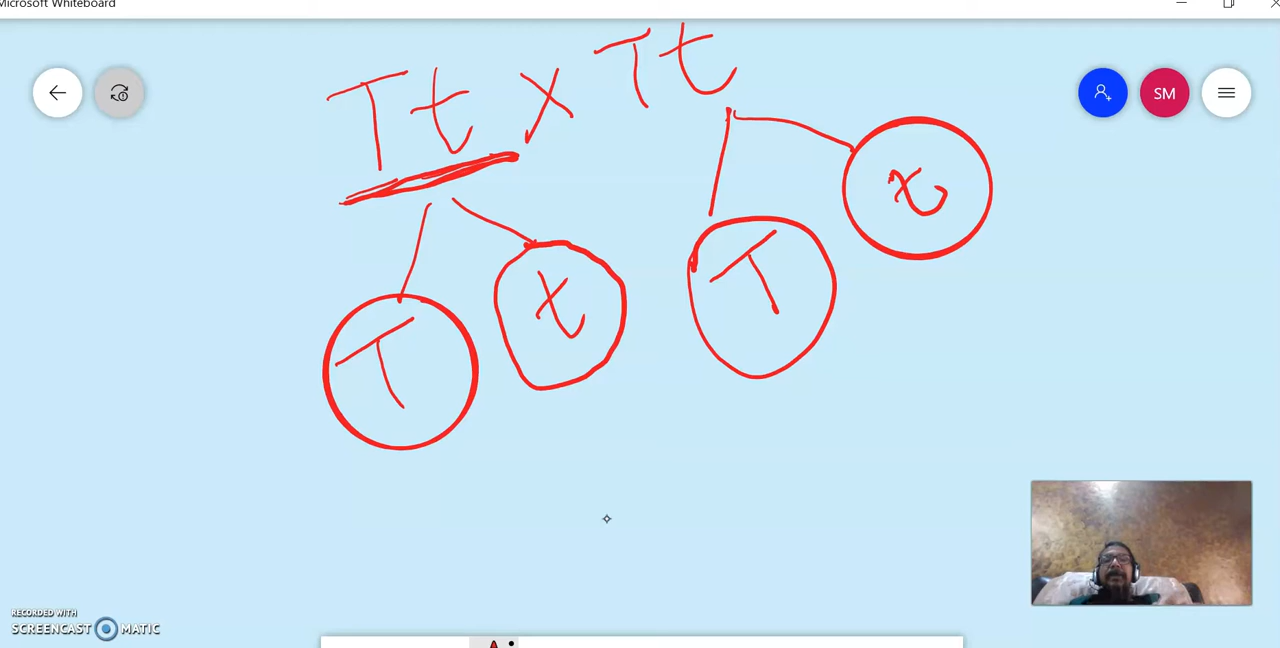 Microsoft Whiteboard
Tt x Tt
SM
t
T
t
T
RECORDED WITH
SCREENCAST MATIC